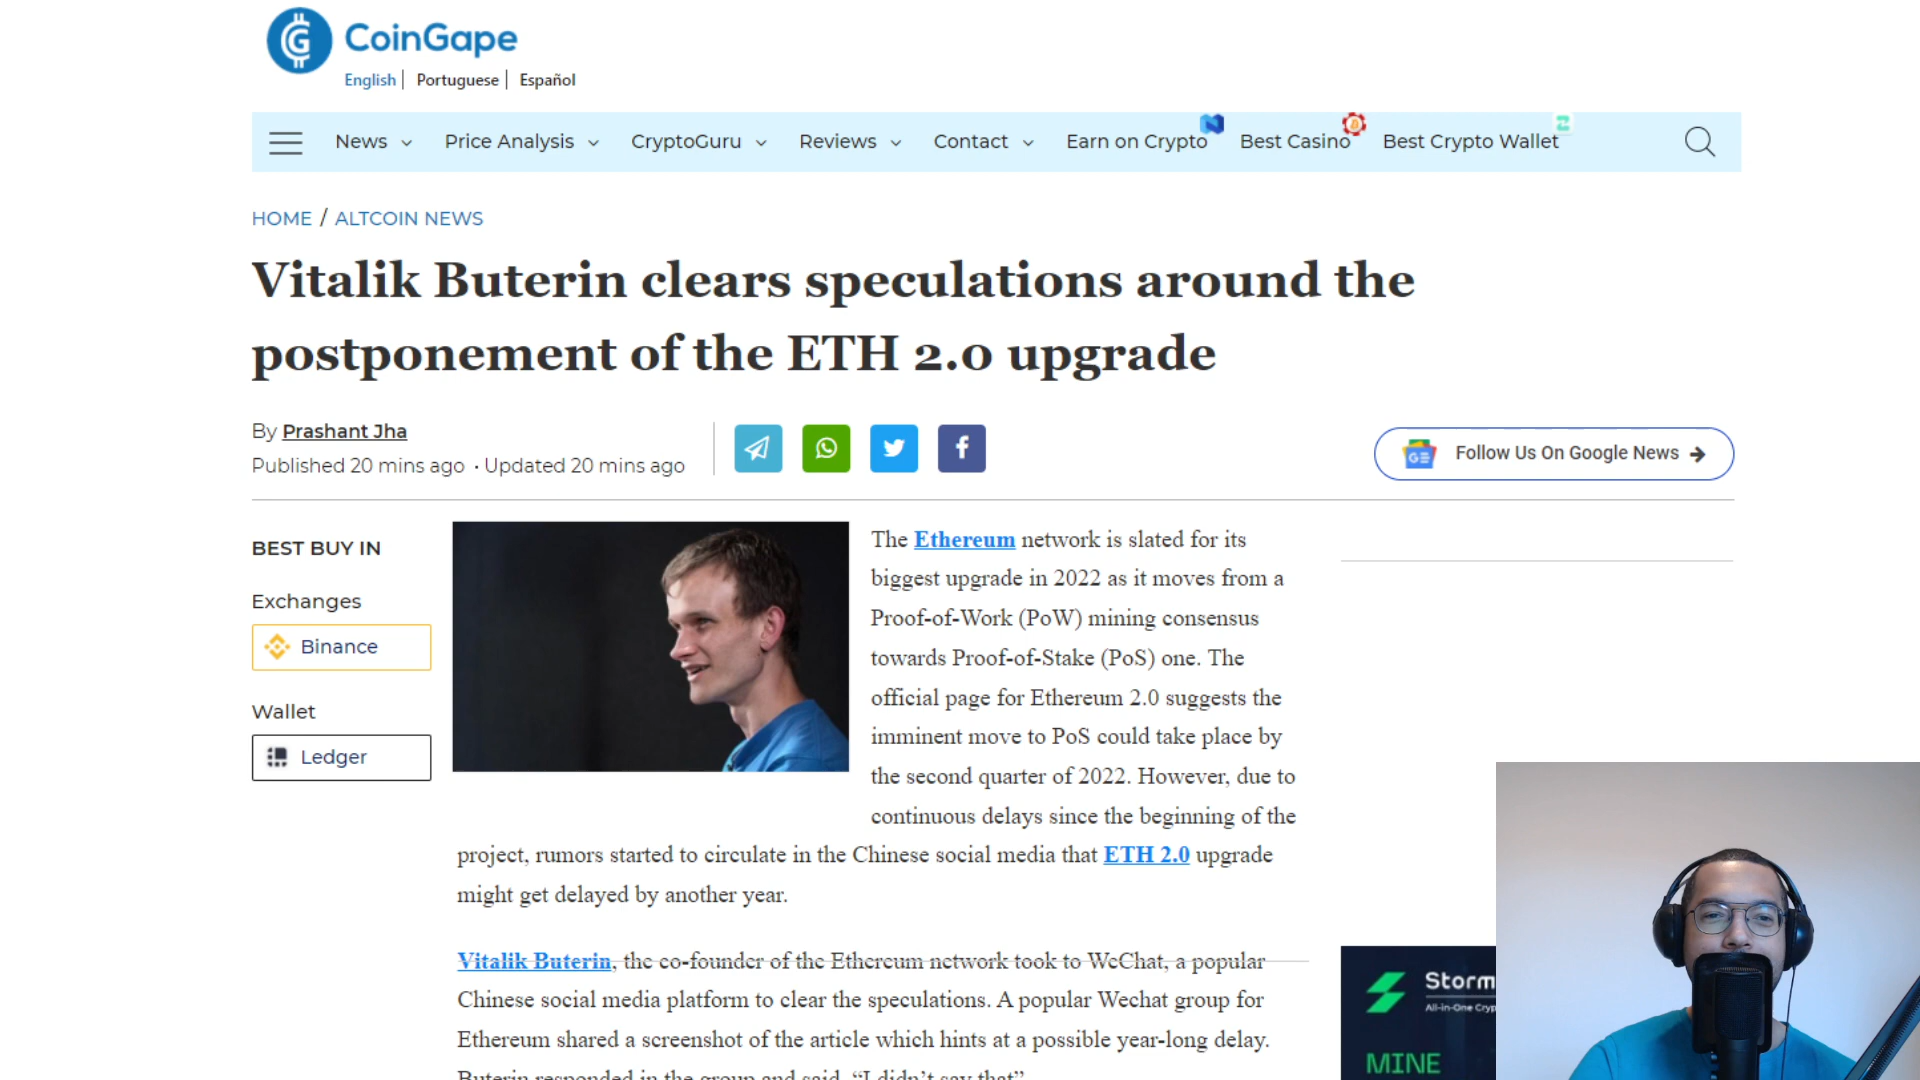 CoinGape
English | Portuguese | Español
News Price Analysis CryptoGuru Reviews Contact Earn on Crypto Best Casino Best Crypto Wallet
HOME / ALTCOIN NEWS
Vitalik Buterin clears speculations around the
postponement of the ETH 2.0 upgrade
By Prashant Jha
Published 20 mins ago · Updated 20 mins ago
Follow Us On Google News →
BEST BUY IN
Exchanges
Binance
Wallet
Ledger
The Ethereum network is slated for its
biggest upgrade in 2022 as it moves from a
Proof-of-Work (PoW) mining consensus
towards Proof-of-Stake (PoS) one. The
official page for Ethereum 2.0 suggests the
imminent move to PoS could take place by
the second quarter of 2022. However, due to
continuous delays since the beginning of the
project, rumors started to circulate in the Chinese social media that ETH 2.0 upgrade
might get delayed by another year.
Vitalik Buterin, the co-founder of the Ethereum network took to WeChat, a popular
Chinese social media platform to clear the speculations. A popular Wechat group for
Ethereum shared a screenshot of the article which hints at a possible year-long delay.
Buterin responded in the group and said, “I didn’t say that”
Storm
All-in-One Cryp
MINE